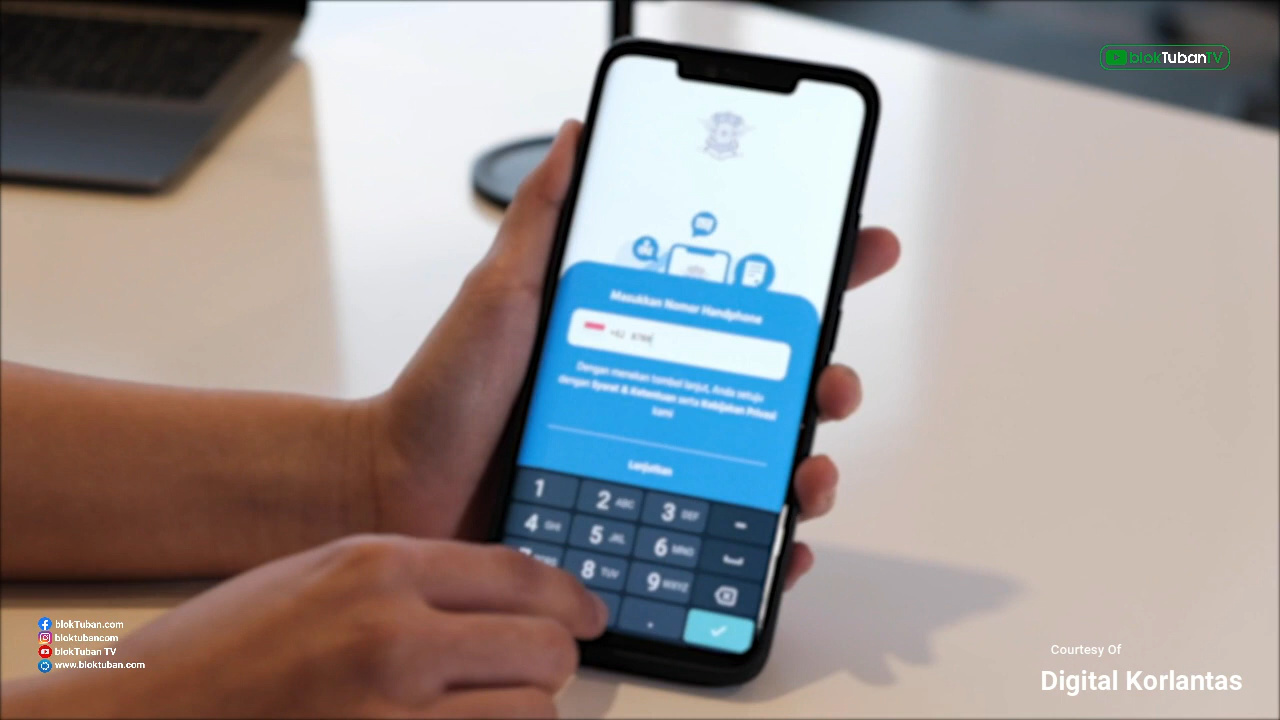 blokTubanTV
Masukkan Nomor Handphone
+62
Dengan menekan tombol lanjut, Anda setuju
dengan Syarat & Ketentuan serta Kebijakan Privasi
kami
Lanjutkan
1
2 ABC
3 DEF
4 GHI
5 JKL
6 MNO
8 TUV
9 WXYZ
blokTuban.com
bloktubancom
blokTuban TV
www.bloktuban.com
Courtesy Of
Digital Korlantas